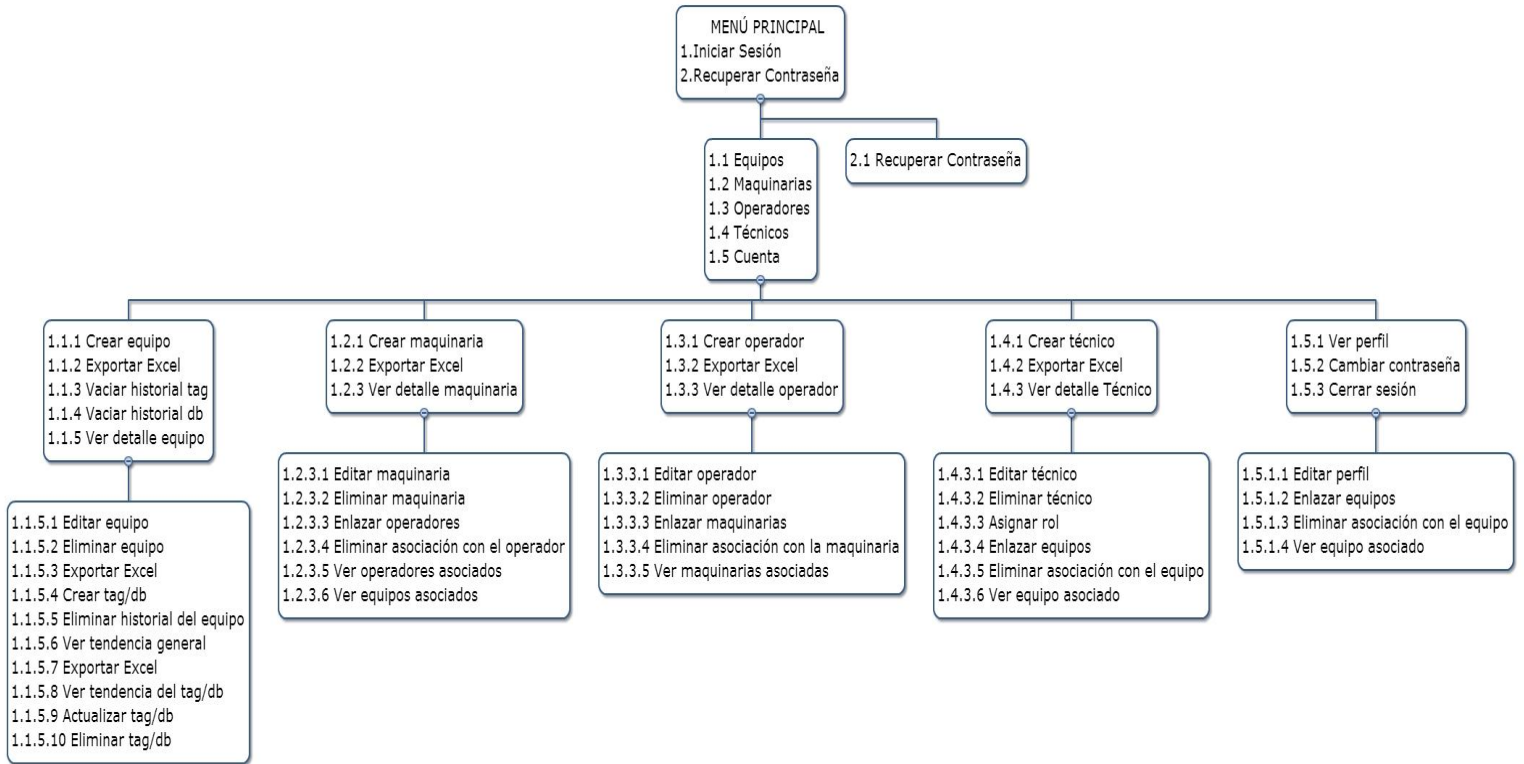 MENÚ PRINCIPAL
1.Iniciar Sesión
2.Recuperar Contraseña
1.1 Equipos
1.2 Maquinarias
1.3 Operadores
1.4 Técnicos
1.5 Cuenta
2.1 Recuperar Contraseña
1.1.1 Crear equipo
1.1.2 Exportar Excel
1.1.3 Vaciar historial tag
1.1.4 Vaciar historial db
1.1.5 Ver detalle equipo
1.2.1 Crear maquinaria
1.2.2 Exportar Excel
1.2.3 Ver detalle maquinaria
1.3.1 Crear operador
1.3.2 Exportar Excel
1.3.3 Ver detalle operador
1.4.1 Crear técnico
1.4.2 Exportar Excel
1.4.3 Ver detalle Técnico
1.5.1 Ver perfil
1.5.2 Cambiar contraseña
1.5.3 Cerrar sesión
1.1.5.1 Editar equipo
1.1.5.2 Eliminar equipo
1.1.5.3 Exportar Excel
1.1.5.4 Crear tag/db
1.1.5.5 Eliminar historial del equipo
1.1.5.6 Ver tendencia general
1.1.5.7 Exportar Excel
1.1.5.8 Ver tendencia del tag/db
1.1.5.9 Actualizar tag/db
1.1.5.10 Eliminar tag/db
1.2.3.1 Editar maquinaria
1.2.3.2 Eliminar maquinaria
1.2.3.3 Enlazar operadores
1.2.3.4 Eliminar asociación con el operador
1.2.3.5 Ver operadores asociados
1.2.3.6 Ver equipos asociados
1.3.3.1 Editar operador
1.3.3.2 Eliminar operador
1.3.3.3 Enlazar maquinarias
1.3.3.4 Eliminar asociación con la maquinaria
1.3.3.5 Ver maquinarias asociadas
1.4.3.1 Editar técnico
1.4.3.2 Eliminar técnico
1.4.3.3 Asignar rol
1.4.3.4 Enlazar equipos
1.4.3.5 Eliminar asociación con el equipo
1.4.3.6 Ver equipo asociado
1.5.1.1 Editar perfil
1.5.1.2 Enlazar equipos
1.5.1.3 Eliminar asociación con el equipo
1.5.1.4 Ver equipo asociado